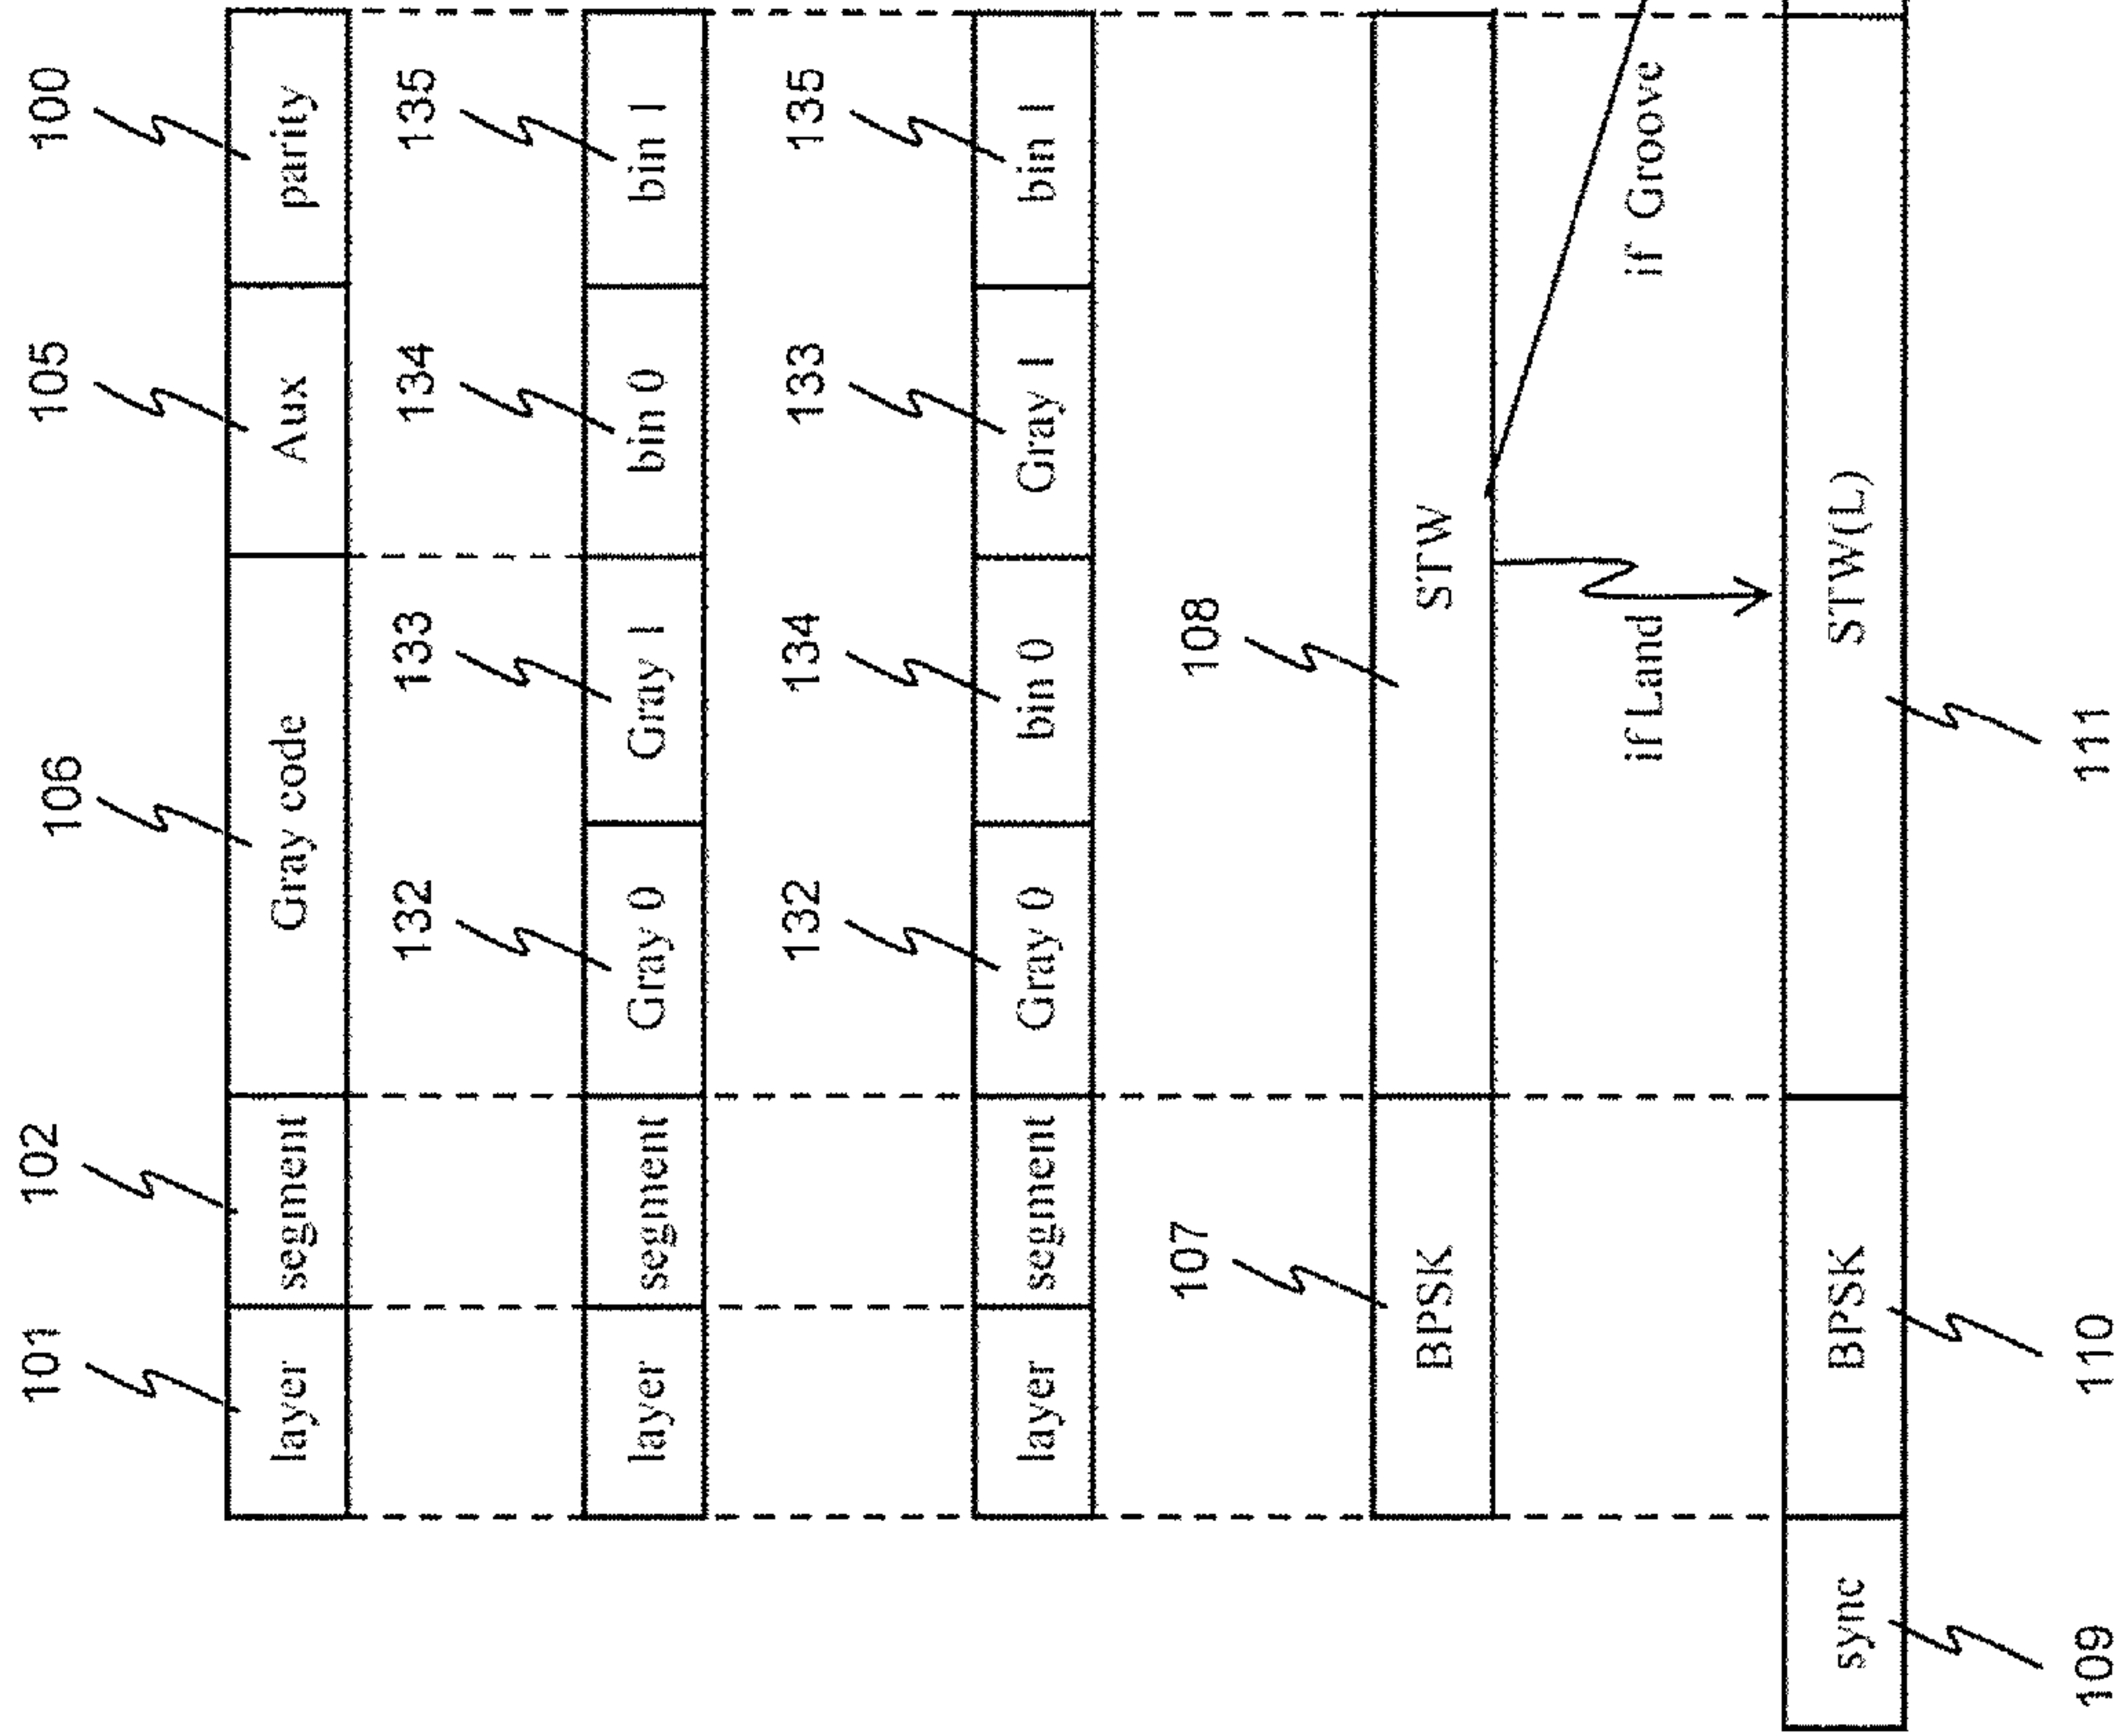 101 102 106 105 100
layer segment Gray code Aux parity
132 133 134 135
layer segment Gray 0 Gray 1 bin 0 bin 1
132 134 133 135
layer segment Gray 0 bin 0 Gray 1 bin 1
107 108
BPSK STW
if Land if Groove
sync BPSK STW(L)
109 110 111